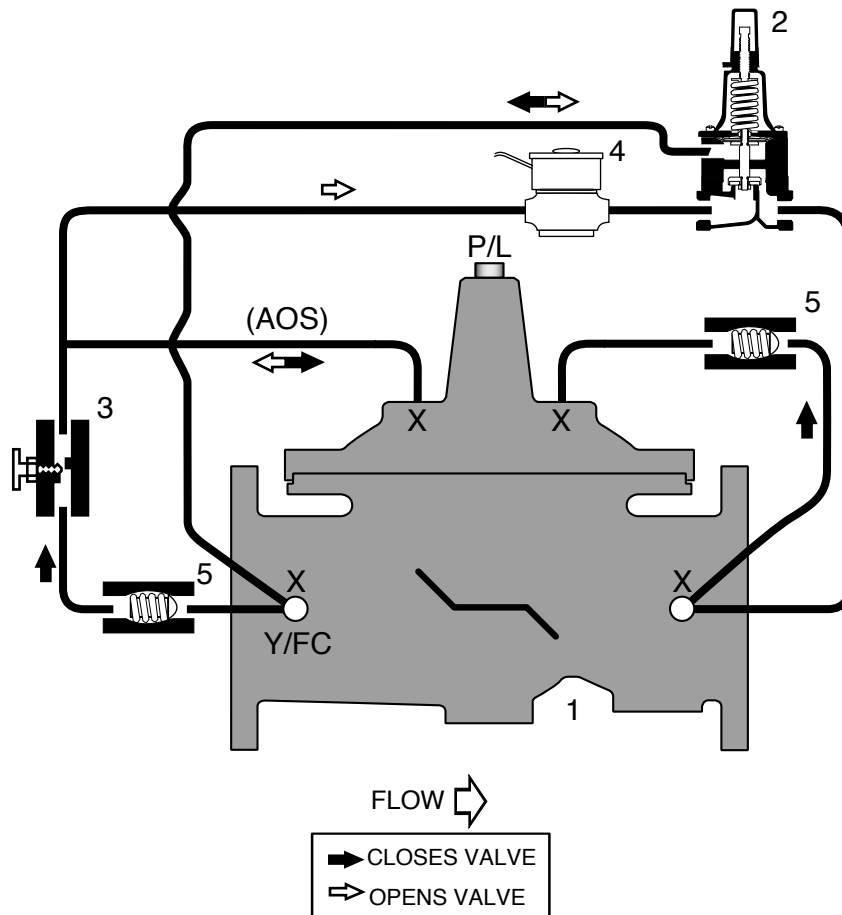 2
4
P/L
(AOS)
5
3
X X
5
X X
Y/FC
1
FLOW
CLOSES VALVE
OPENS VALVE